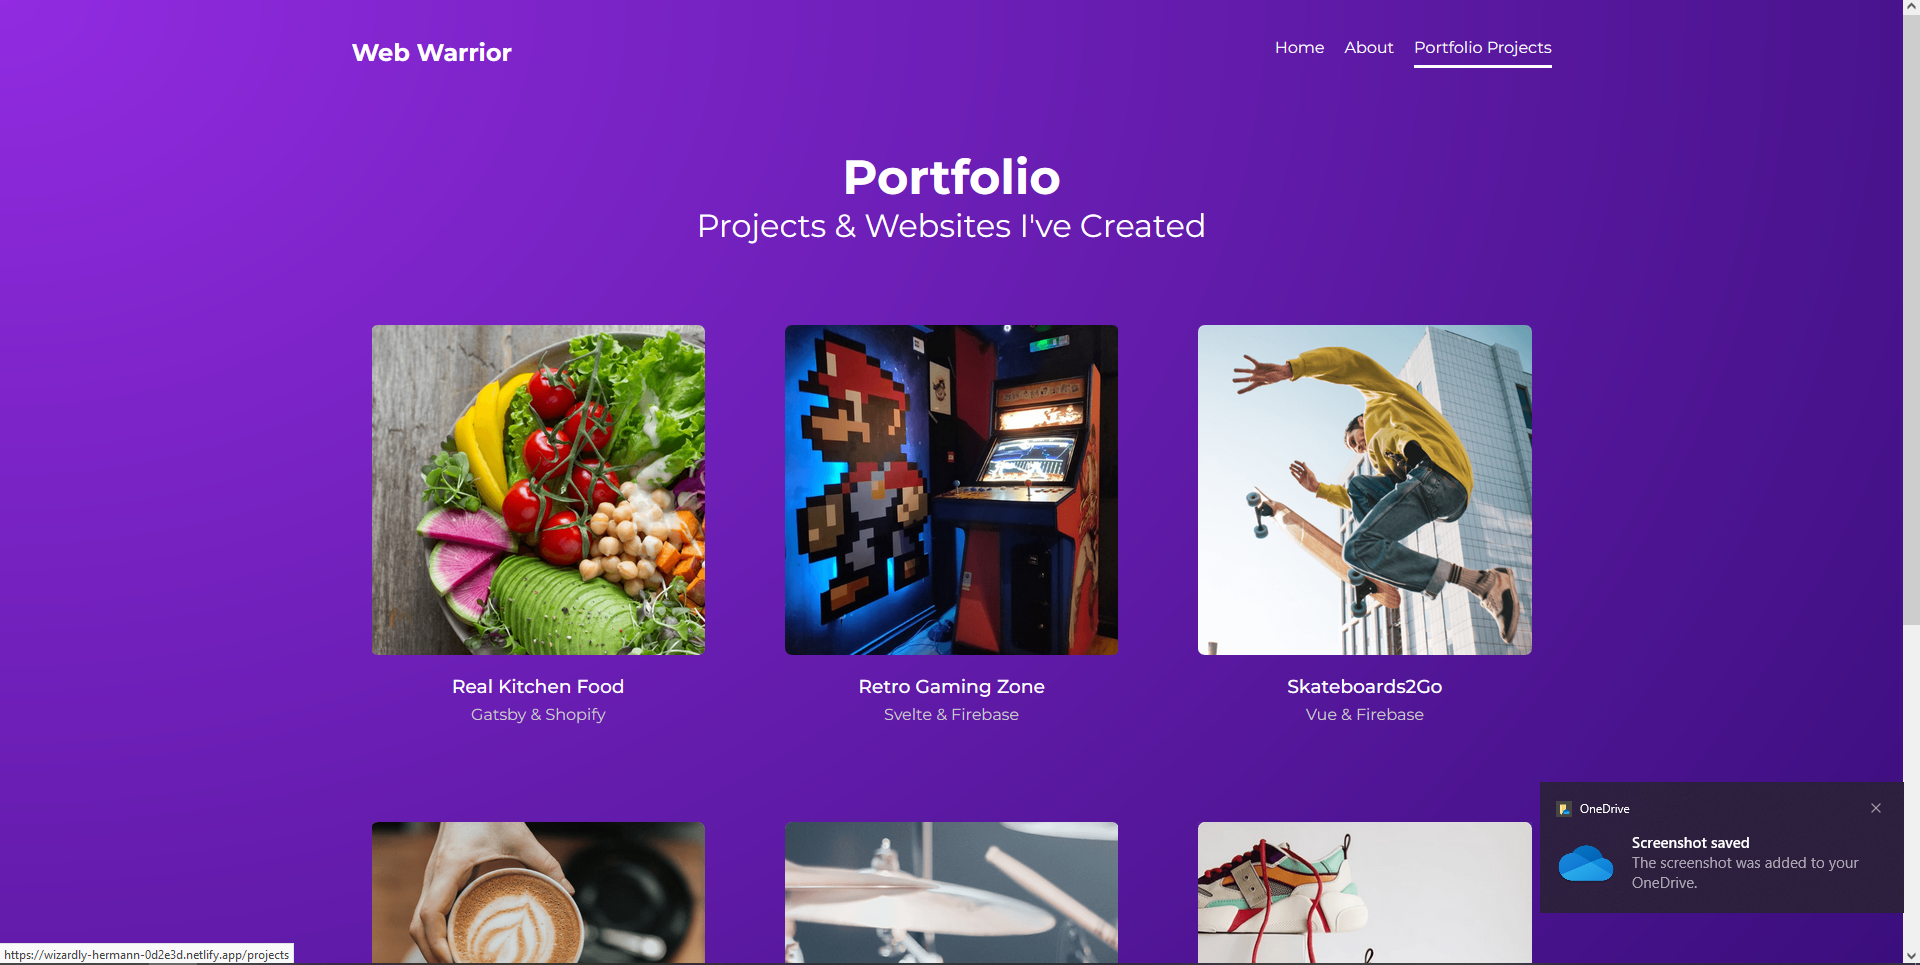 Web Warrior
Home About Portfolio Projects
Portfolio
Projects & Websites I've Created
Real Kitchen Food
Gatsby & Shopify
Retro Gaming Zone
Svelte & Firebase
Skateboards2Go
Vue & Firebase
OneDrive
Screenshot saved
The screenshot was added to your
OneDrive.
https://wizardly-hermann-0d2e3d.netlify.app/projects